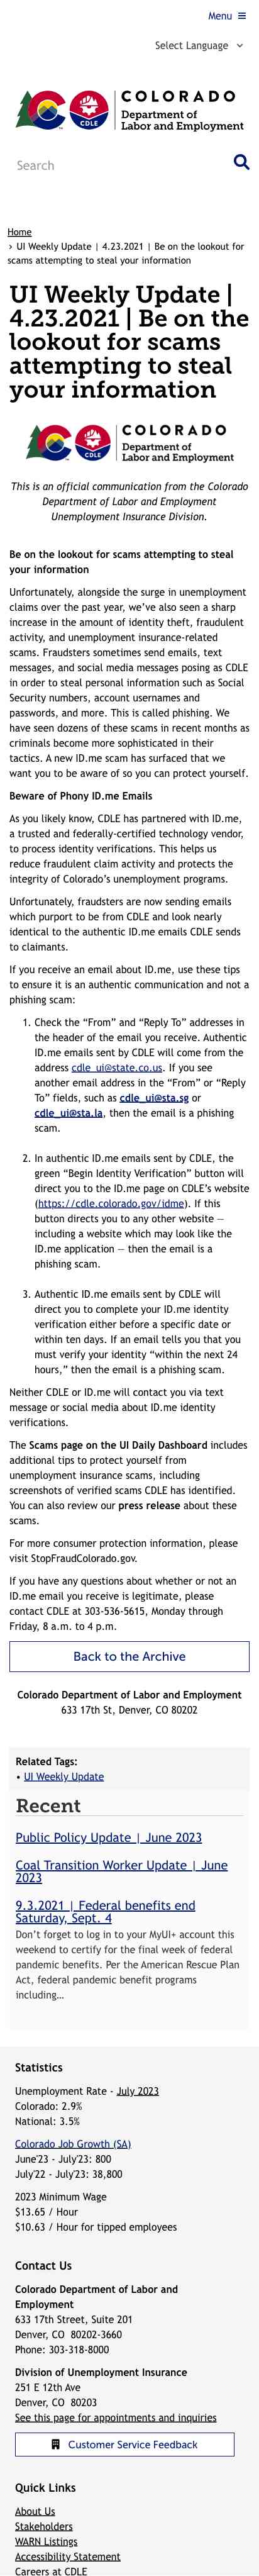 Menu
Select Language
CDLE
COLORADO
Department of
Labor and Employment
Search
Home
› UI Weekly Update | 4.23.2021 | Be on the lookout for
scams attempting to steal your information
UI Weekly Update |
4.23.2021 | Be on the
lookout for scams
attempting to steal
your information
CDLE
COLORADO
Department of
Labor and Employment
This is an official communication from the Colorado
Department of Labor and Employment
Unemployment Insurance Division.
Be on the lookout for scams attempting to steal
your information
Unfortunately, alongside the surge in unemployment
claims over the past year, we’ve also seen a sharp
increase in the amount of identity theft, fraudulent
activity, and unemployment insurance-related
scams. Fraudsters sometimes send emails, text
messages, and social media messages posing as CDLE
in order to steal personal information such as Social
Security numbers, account usernames and
passwords, and more. This is called phishing. We
have seen dozens of these scams in recent months as
criminals become more sophisticated in their
tactics. A new ID.me scam has surfaced that we
want you to be aware of so you can protect yourself.
Beware of Phony ID.me Emails
As you likely know, CDLE has partnered with ID.me,
a trusted and federally-certified technology vendor,
to process identity verifications. This helps us
reduce fraudulent claim activity and protects the
integrity of Colorado’s unemployment programs.
Unfortunately, fraudsters are now sending emails
which purport to be from CDLE and look nearly
identical to the authentic ID.me emails CDLE sends
to claimants.
If you receive an email about ID.me, use these tips
to ensure it is an authentic communication and not a
phishing scam:
1. Check the “From” and “Reply To” addresses in
the header of the email you receive. Authentic
ID.me emails sent by CDLE will come from the
address cdle_ui@state.co.us. If you see
another email address in the “From” or “Reply
To” fields, such as cdle_ui@sta.sg or
cdle_ui@sta.la, then the email is a phishing
scam.
2. In authentic ID.me emails sent by CDLE, the
green “Begin Identity Verification” button will
direct you to the ID.me page on CDLE’s website
(https://cdle.colorado.gov/idme). If this
button directs you to any other website —
including a website which may look like the
ID.me application — then the email is a
phishing scam.
3. Authentic ID.me emails sent by CDLE will
direct you to complete your ID.me identity
verification either before a specific date or
within ten days. If an email tells you that you
must verify your identity “within the next 24
hours,” then the email is a phishing scam.
Neither CDLE or ID.me will contact you via text
message or social media about ID.me identity
verifications.
The Scams page on the UI Daily Dashboard includes
additional tips to protect yourself from
unemployment insurance scams, including
screenshots of verified scams CDLE has identified.
You can also review our press release about these
scams.
For more consumer protection information, please
visit StopFraudColorado.gov.
If you have any questions about whether or not an
ID.me email you receive is legitimate, please
contact CDLE at 303-536-5615, Monday through
Friday, 8 a.m. to 4 p.m.
Back to the Archive
Colorado Department of Labor and Employment
633 17th St, Denver, CO 80202
Related Tags:
• UI Weekly Update
Recent
Public Policy Update | June 2023
Coal Transition Worker Update | June
2023
9.3.2021 | Federal benefits end
Saturday, Sept. 4
Don’t forget to log in to your MyUI+ account this
weekend to certify for the final week of federal
pandemic benefits. Per the American Rescue Plan
Act, federal pandemic benefit programs
including…
Statistics
Unemployment Rate - July 2023
Colorado: 2.9%
National: 3.5%
Colorado Job Growth (SA)
June'23 - July'23: 800
July'22 - July'23: 38,800
2023 Minimum Wage
$13.65 / Hour
$10.63 / Hour for tipped employees
Contact Us
Colorado Department of Labor and
Employment
633 17th Street, Suite 201
Denver, CO 80202-3660
Phone: 303-318-8000
Division of Unemployment Insurance
251 E 12th Ave
Denver, CO 80203
See this page for appointments and inquiries
Customer Service Feedback
Quick Links
About Us
Stakeholders
WARN Listings
Accessibility Statement
Careers at CDLE